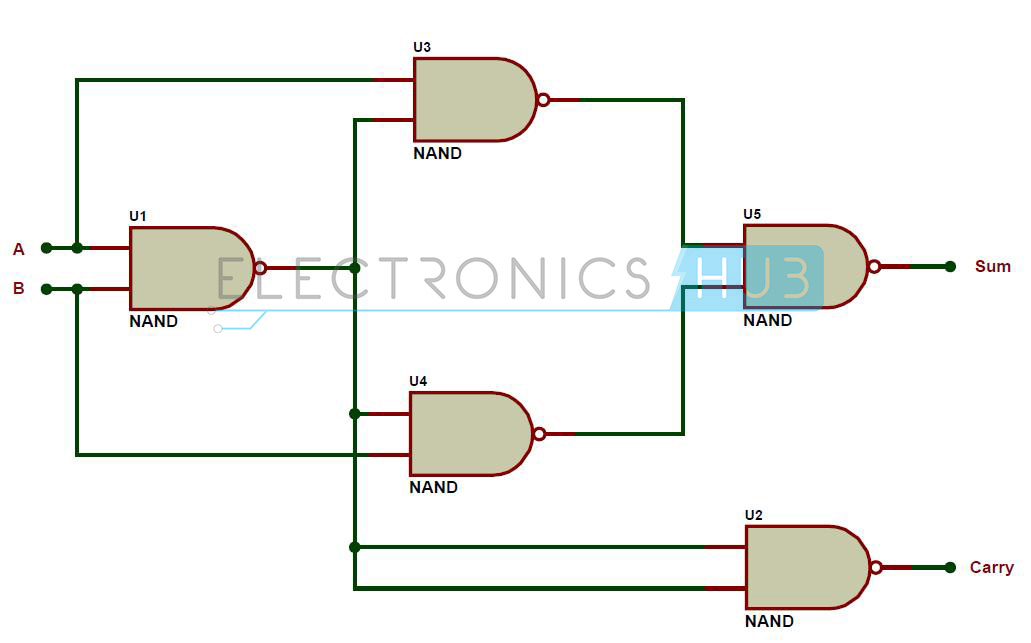 U3
NAND
U1
A
B
NAND
U5
Sum
NAND
ELECTRONICS HUB
U4
NAND
U2
Carry
NAND